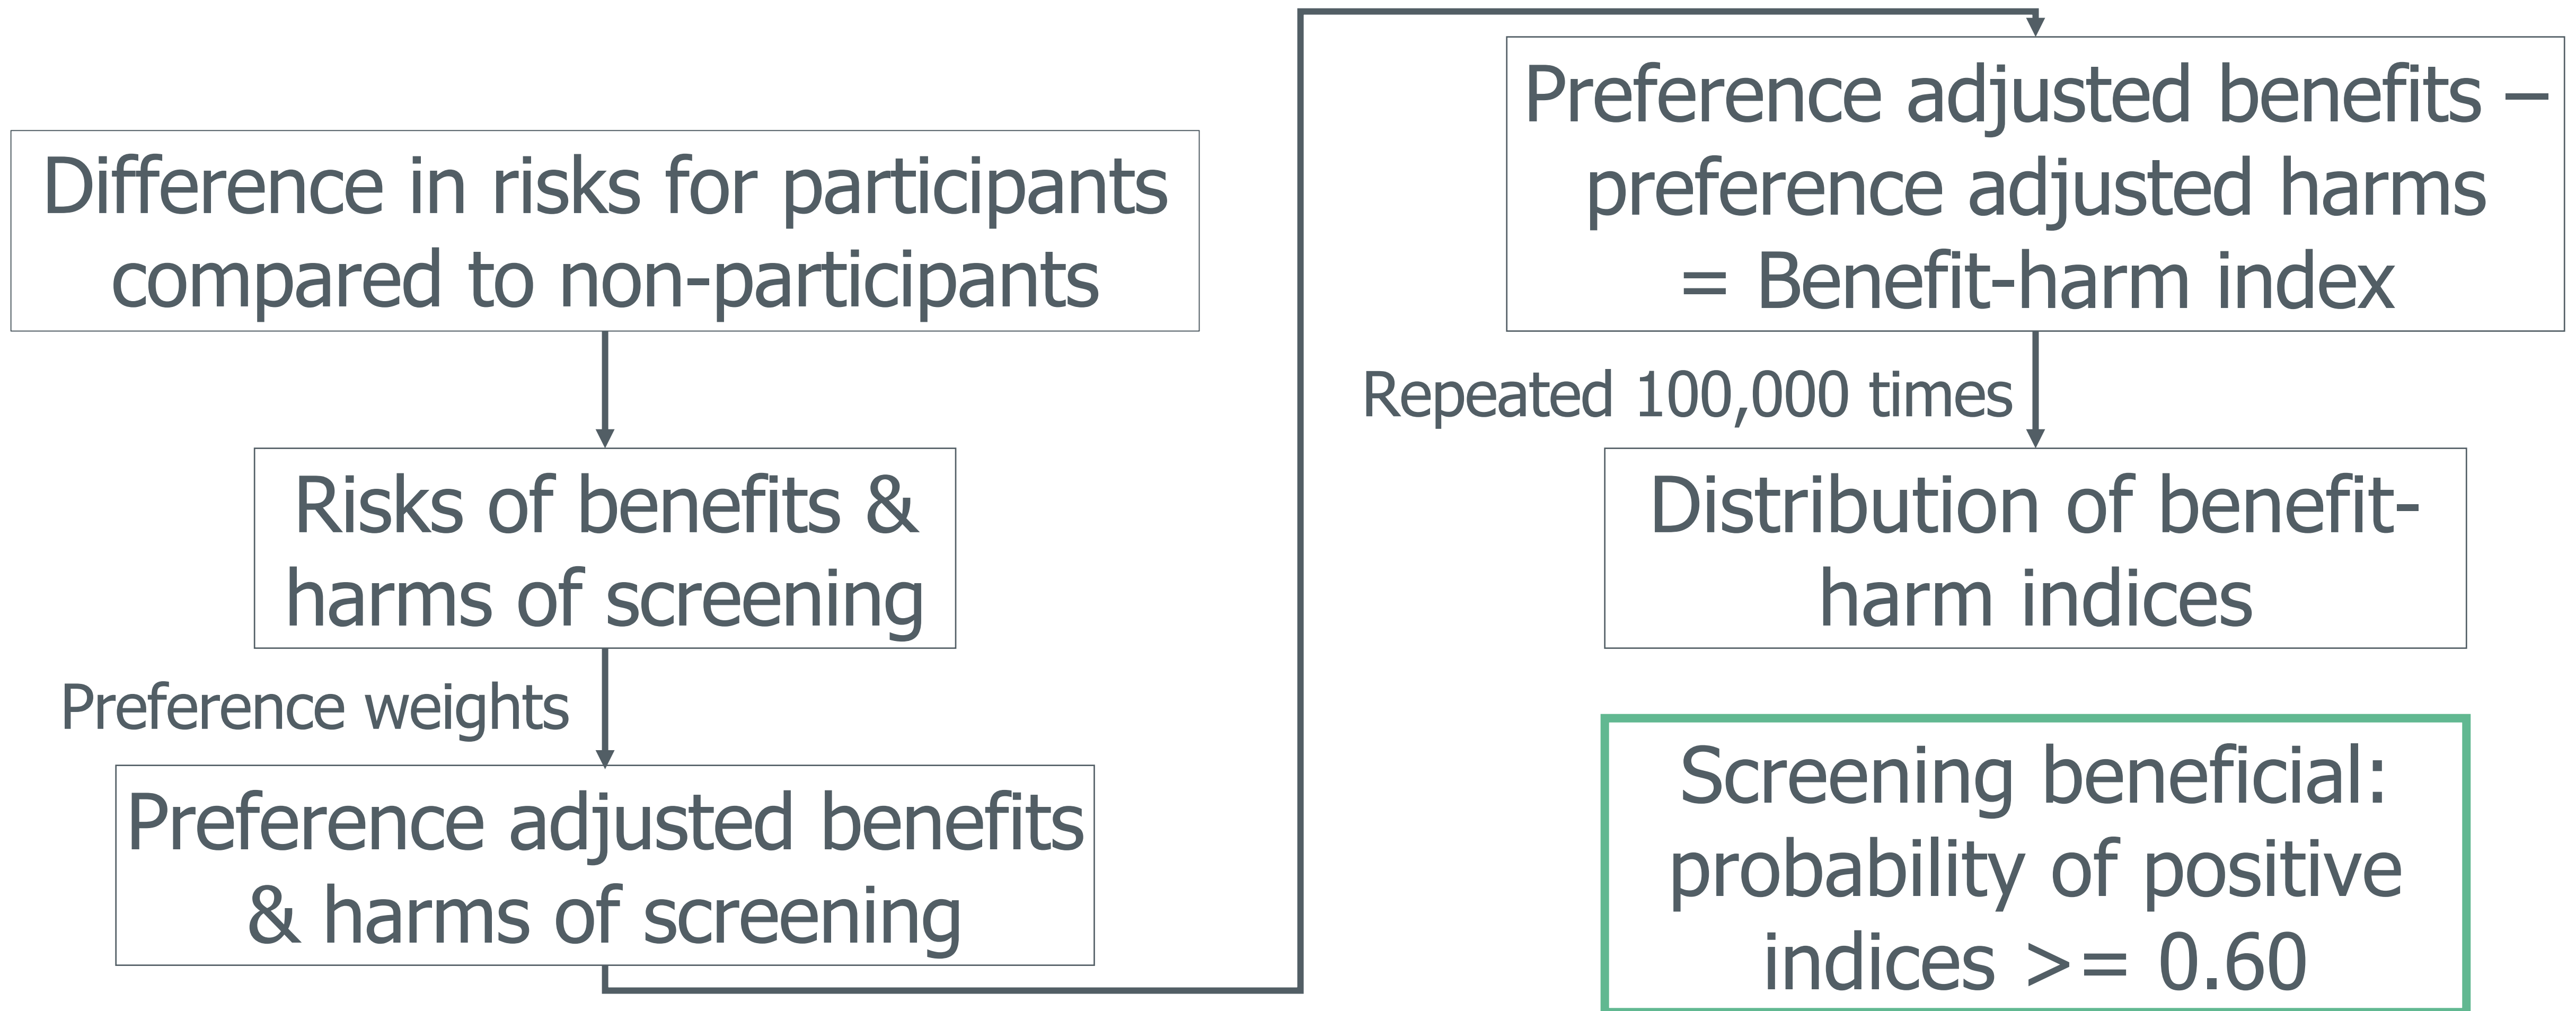 Difference in risks for participants
compared to non-participants
Risks of benefits &
harms of screening
Preference weights
Preference adjusted benefits
& harms of screening
Preference adjusted benefits –
preference adjusted harms
= Benefit-harm index
Repeated 100,000 times
Distribution of benefit-
harm indices
Screening beneficial:
probability of positive
indices >= 0.60